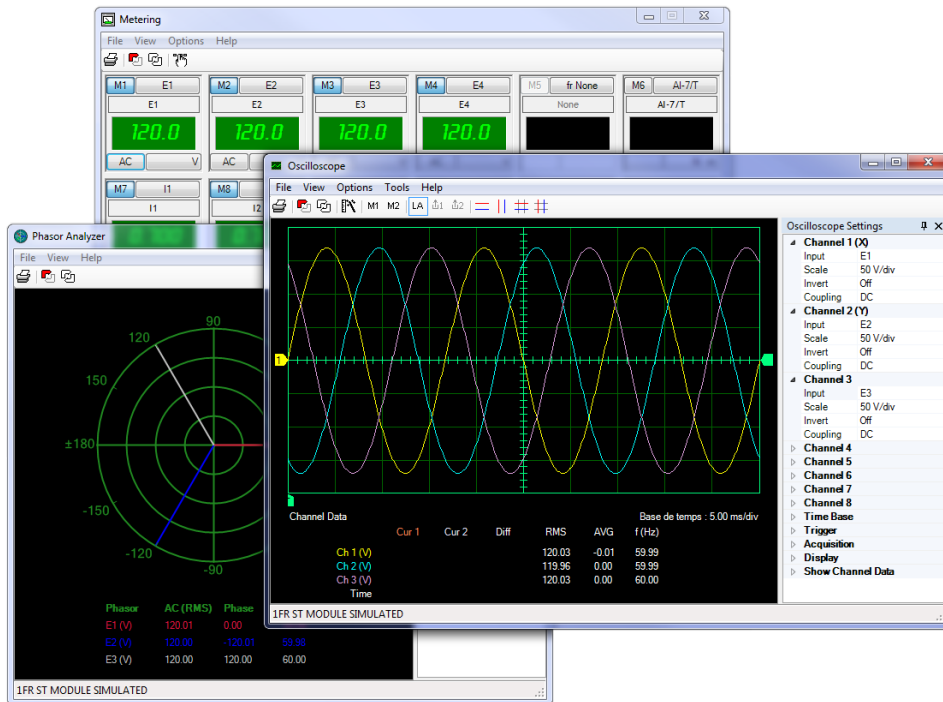 Metering
File View Options Help
M1 E1 M2 E2 M3 E3 M4 E4 M5 fr None M6 AI-7/T
E1 E2 E3 E4 None AI-7/T
120.0 120.0 120.0 120.0
AC V AC
M7 I1 M8
I1 I2
Oscilloscope
File View Options Tools Help
M1 M2 LA 1 2
1
Channel Data Base de temps : 5.00 ms/div
Cur 1 Cur 2 Diff RMS AVG f (Hz)
Ch 1 (V) 120.03 -0.01 59.99
Ch 2 (V) 119.96 0.00 59.99
Ch 3 (V) 120.03 0.00 60.00
Time
1FR ST MODULE SIMULATED
Oscilloscope Settings
Channel 1 (X)
Input E1
Scale 50 V/div
Invert Off
Coupling DC
Channel 2 (Y)
Input E2
Scale 50 V/div
Invert Off
Coupling DC
Channel 3
Input E3
Scale 50 V/div
Invert Off
Coupling DC
Channel 4
Channel 5
Channel 6
Channel 7
Channel 8
Time Base
Trigger
Acquisition
Display
Show Channel Data
Phasor Analyzer
File View Help
90
120
150
±180
-150
-120
-90
Phasor AC (RMS) Phase
E1 (V) 120.01 0.00
E2 (V) 120.00 -120.01 59.99
E3 (V) 120.00 120.00 60.00
1FR ST MODULE SIMULATED